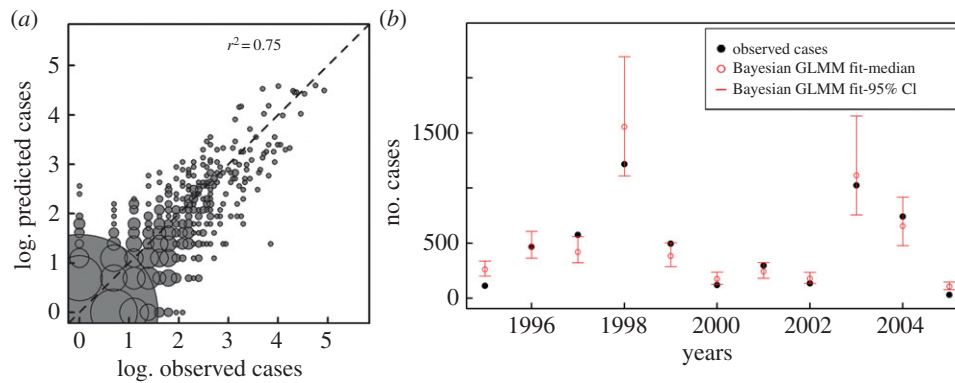 (a)
r² = 0.75
log. predicted cases
5
4
3
2
1
0
0 1 2 3 4 5
log. observed cases
(b)
observed cases
Bayesian GLMM fit-median
Bayesian GLMM fit-95% Cl
no. cases
1500
500
0
1996 1998 2000 2002 2004
years